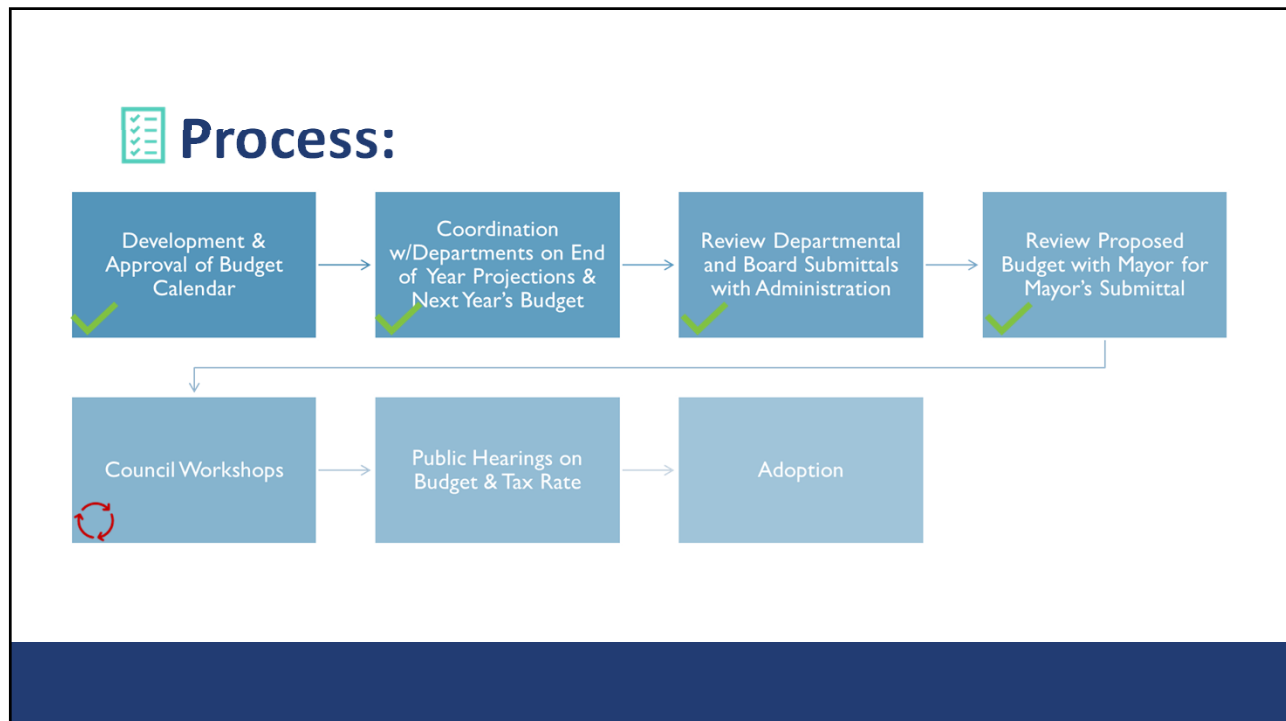 Process:
Development &
Approval of Budget
Calendar
Coordination
w/Departments on End
of Year Projections &
Next Year's Budget
Review Departmental
and Board Submittals
with Administration
Review Proposed
Budget with Mayor for
Mayor's Submittal
Council Workshops
Public Hearings on
Budget & Tax Rate
Adoption